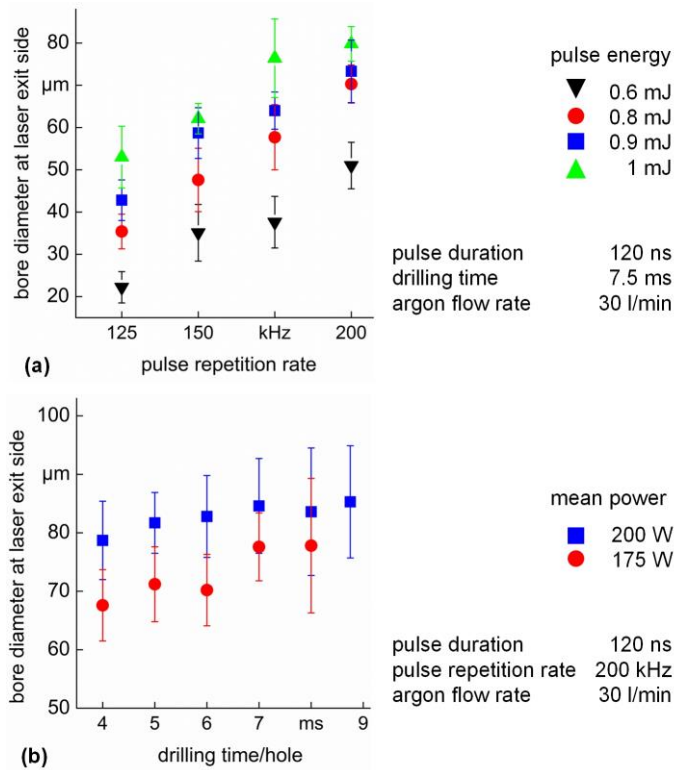 80
μm
60
50
40
30
20
bore diameter at laser exit side
125 150 kHz 200
pulse repetition rate
(a)
pulse energy
0.6 mJ
0.8 mJ
0.9 mJ
1 mJ
pulse duration 120 ns
drilling time 7.5 ms
argon flow rate 30 l/min
100
μm
80
70
60
50
bore diameter at laser exit side
4 5 6 7 ms 9
drilling time/hole
(b)
mean power
200 W
175 W
pulse duration 120 ns
pulse repetition rate 200 kHz
argon flow rate 30 l/min